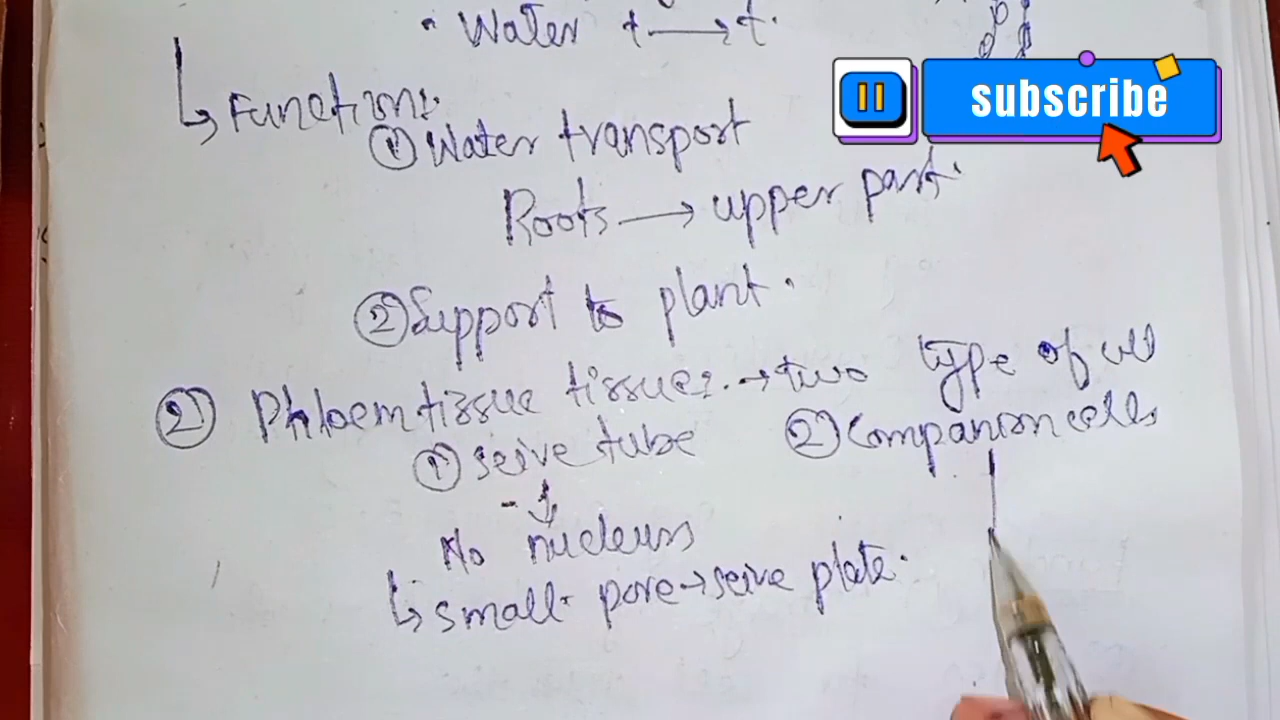 • Water t → t.
↳ Functions
① Water transport
Roots → upper part.
② Support to plant.
② Phloem tissue tissue: → two type of cell
① Seive tube ② Companion cells
No nucleus
↳ small pore → seive plate.
subscribe